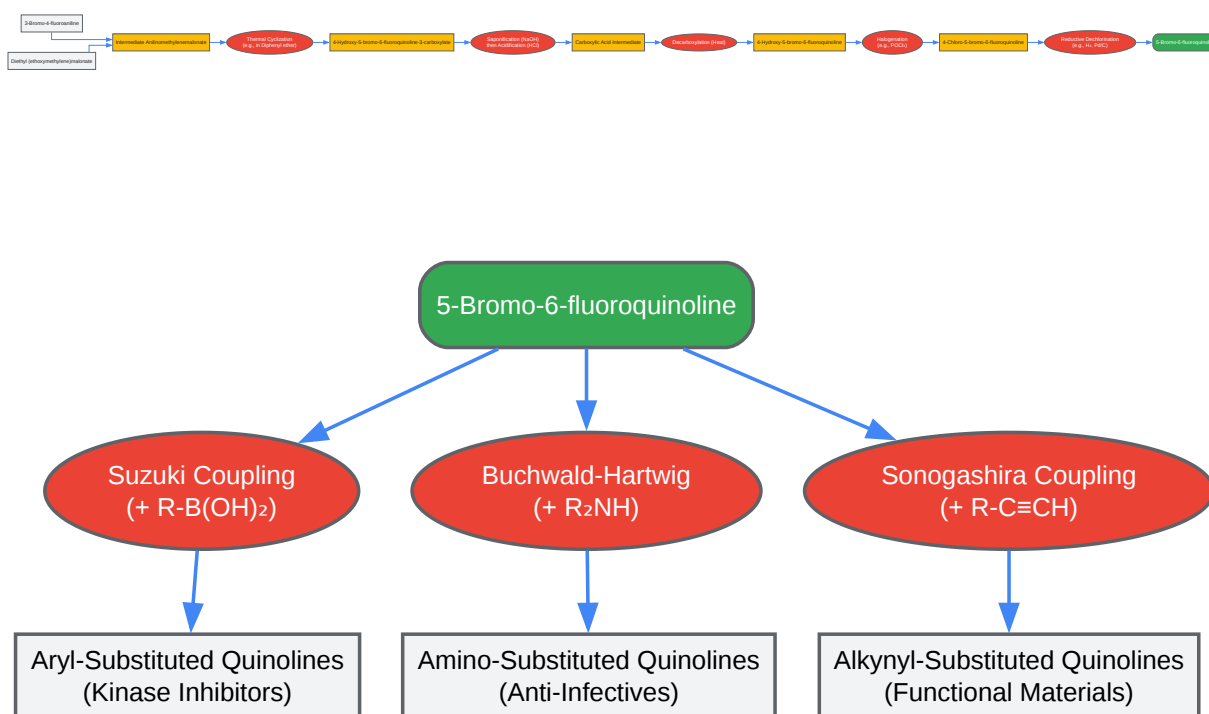 3-Bromo-4-fluoroaniline
Diethyl (ethoxymethylene)malonate
Intermediate Anilinomethylenemalonate
Thermal Cyclization
(e.g., in Diphenyl ether)
4-Hydroxy-5-bromo-6-fluoroquinoline-3-carboxylate
Saponification (NaOH)
then Acidification (HCl)
Carboxylic Acid Intermediate
Decarboxylation (Heat)
4-Hydroxy-5-bromo-6-fluoroquinoline
Halogenation
(e.g., POCl₃)
4-Chloro-5-bromo-6-fluoroquinoline
Reductive Dechlorination
(e.g., H₂, Pd/C)
5-Bromo-6-fluoroquinol
5-Bromo-6-fluoroquinoline
Suzuki Coupling
(+ R-B(OH)₂)
Buchwald-Hartwig
(+ R₂NH)
Sonogashira Coupling
(+ R-C≡CH)
Aryl-Substituted Quinolines
(Kinase Inhibitors)
Amino-Substituted Quinolines
(Anti-Infectives)
Alkynyl-Substituted Quinolines
(Functional Materials)